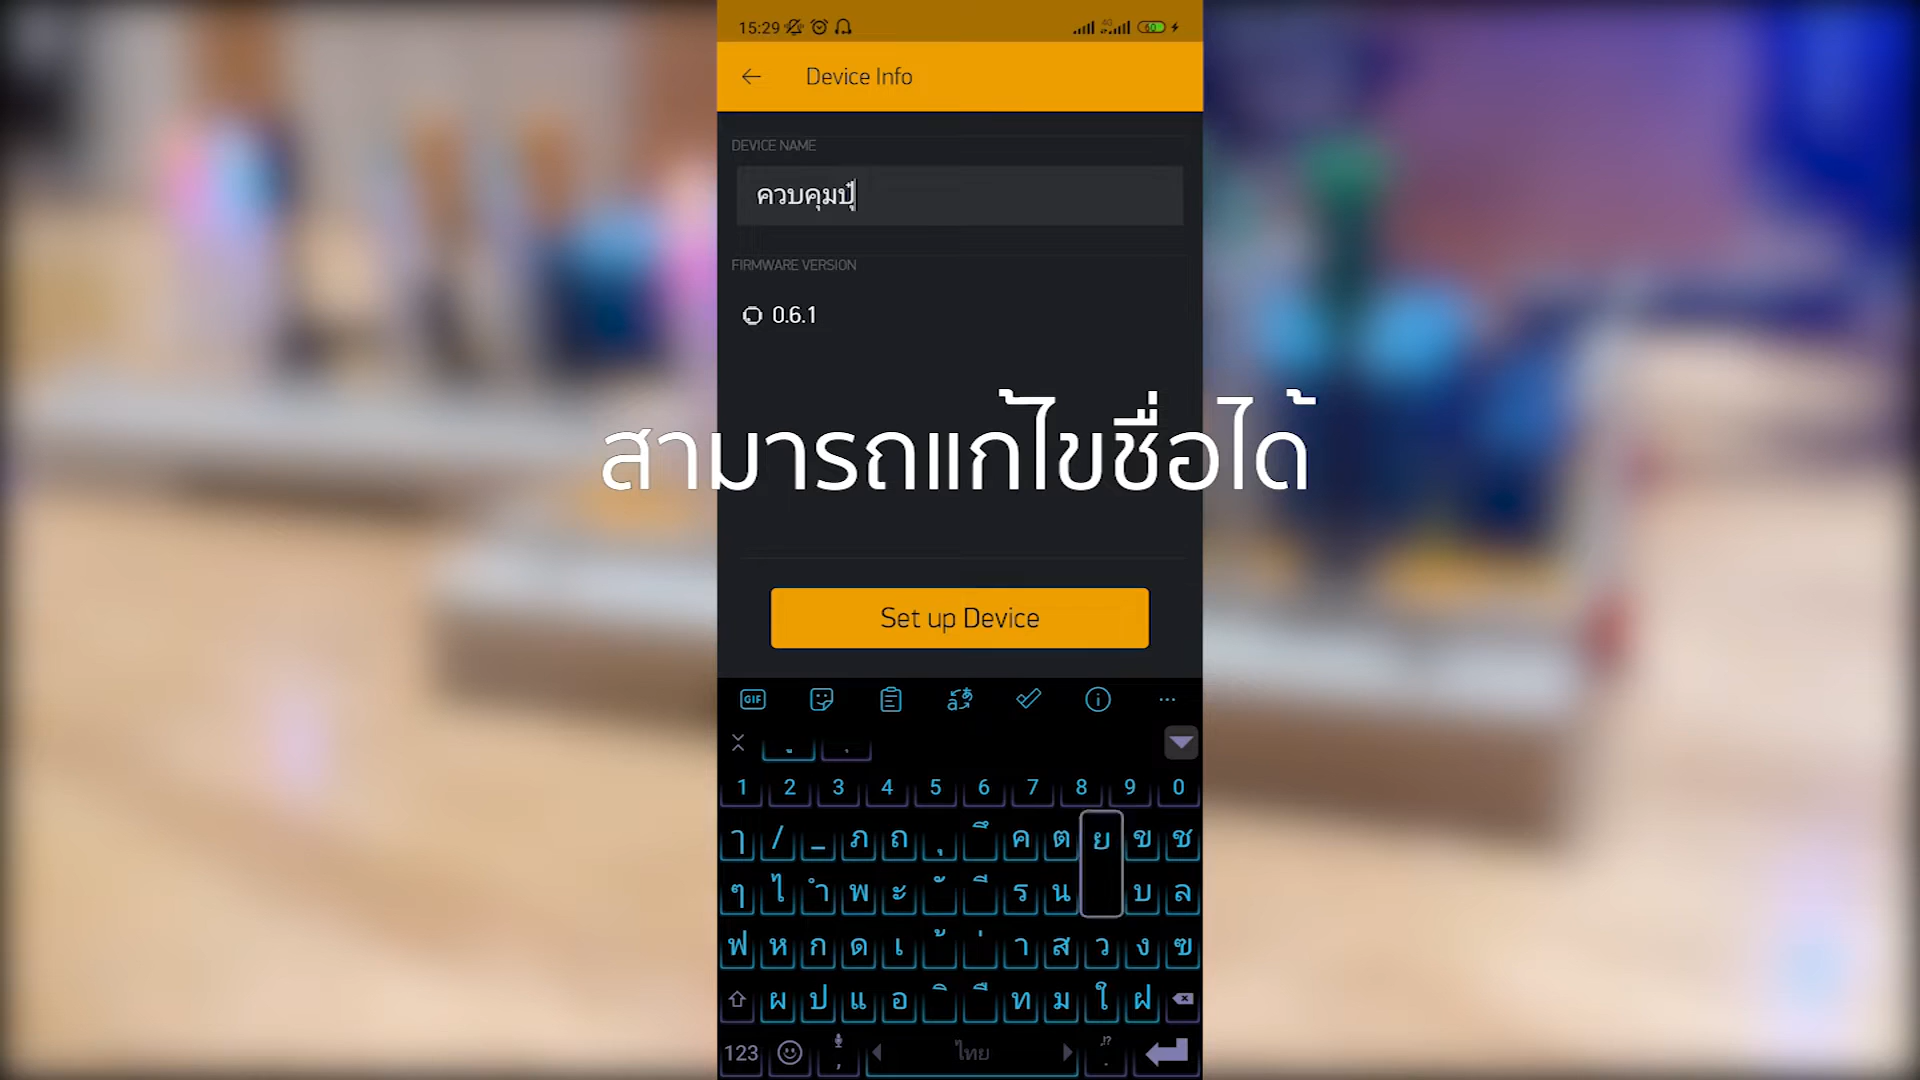 15:29 4G 60
Device Info
DEVICE NAME
ควบคุมปุ๊
FIRMWARE VERSION
0.6.1
สามารถแก้ไขชื่อได้
Set up Device
GIF
1 2 3 4 5 6 7 8 9 0
ๅ / _ ภ ถ ุ ึ ค ต ย ข ช
ๆ ไ ำ พ ะ ั ี ร น บ ล
ฟ ห ก ด เ ้ ่ า ส ว ง ฃ
ผ ป แ อ ิ ื ท ม ใ ฝ
123 , ไทย .